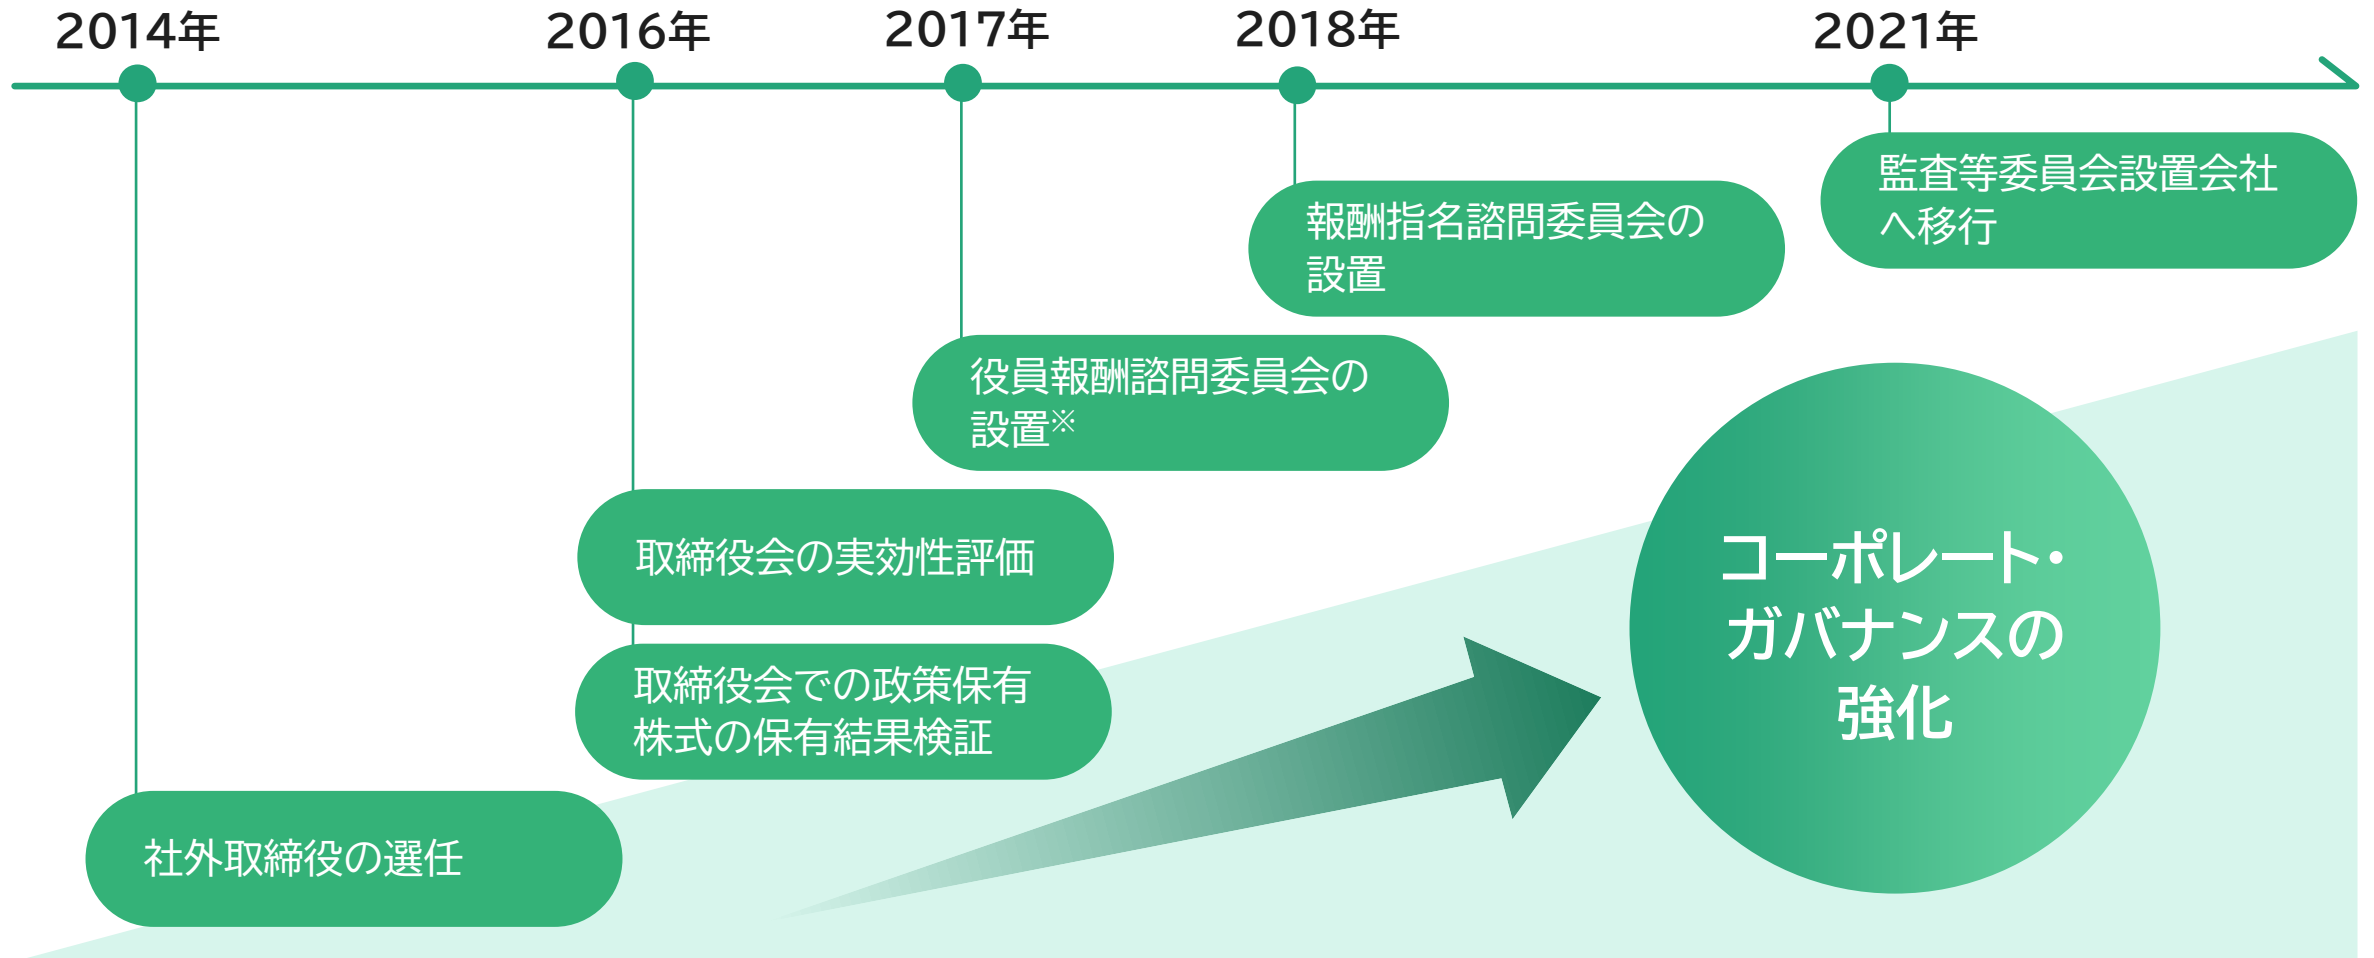 2014年
2016年
2017年
2018年
2021年
監査等委員会設置会社
へ移行
報酬指名諮問委員会の
設置
役員報酬諮問委員会の
設置※
取締役会の実効性評価
取締役会での政策保有
株式の保有結果検証
社外取締役の選任
コーポレート・
ガバナンスの
強化